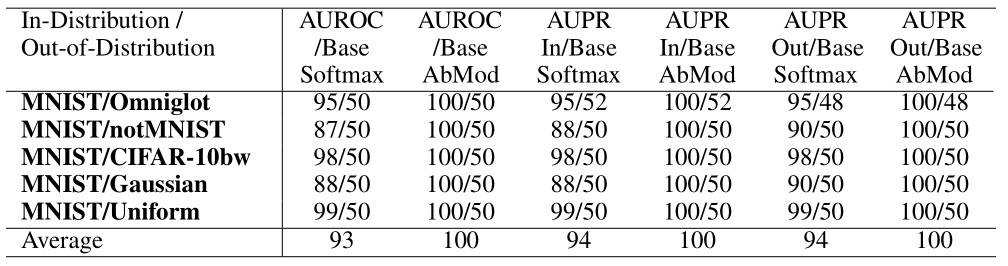 In-Distribution / AUROC AUROC AUPR AUPR AUPR AUPR
Out-of-Distribution /Base /Base In/Base In/Base Out/Base Out/Base
Softmax AbMod Softmax AbMod Softmax AbMod
MNIST/Omniglot 95/50 100/50 95/52 100/52 95/48 100/48
MNIST/notMNIST 87/50 100/50 88/50 100/50 90/50 100/50
MNIST/CIFAR-10bw 98/50 100/50 98/50 100/50 98/50 100/50
MNIST/Gaussian 88/50 100/50 88/50 100/50 90/50 100/50
MNIST/Uniform 99/50 100/50 99/50 100/50 99/50 100/50
Average 93 100 94 100 94 100